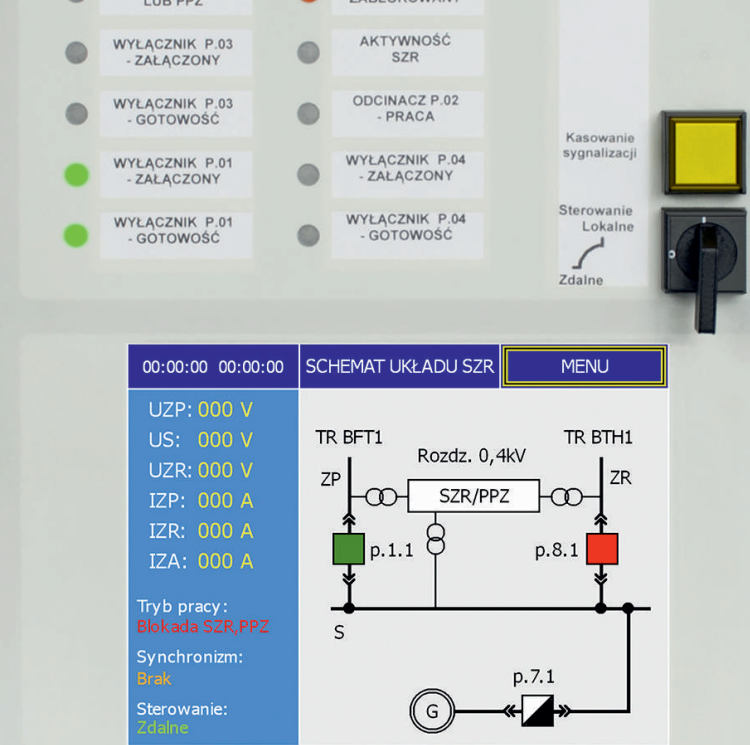 LUB PPZ
ZABLOKOWANY
WYŁĄCZNIK P.03
- ZAŁĄCZONY
AKTYWNOŚĆ
SZR
WYŁĄCZNIK P.03
- GOTOWOŚĆ
ODCINACZ P.02
- PRACA
WYŁĄCZNIK P.01
- ZAŁĄCZONY
WYŁĄCZNIK P.04
- ZAŁĄCZONY
WYŁĄCZNIK P.01
- GOTOWOŚĆ
WYŁĄCZNIK P.04
- GOTOWOŚĆ
Kasowanie
sygnalizacji
Sterowanie
Lokalne
Zdalne
00:00:00 00:00:00
SCHEMAT UKŁADU SZR
MENU
UZP: 000 V
US: 000 V
UZR: 000 V
IZP: 000 A
IZR: 000 A
IZA: 000 A
Tryb pracy:
Blokada SZR,PPZ
Synchronizm:
Brak
Sterowanie:
Zdalne
TR BFT1
TR BTH1
Rozdz. 0,4kV
ZP
SZR/PPZ
ZR
p.1.1
p.8.1
S
p.7.1
G